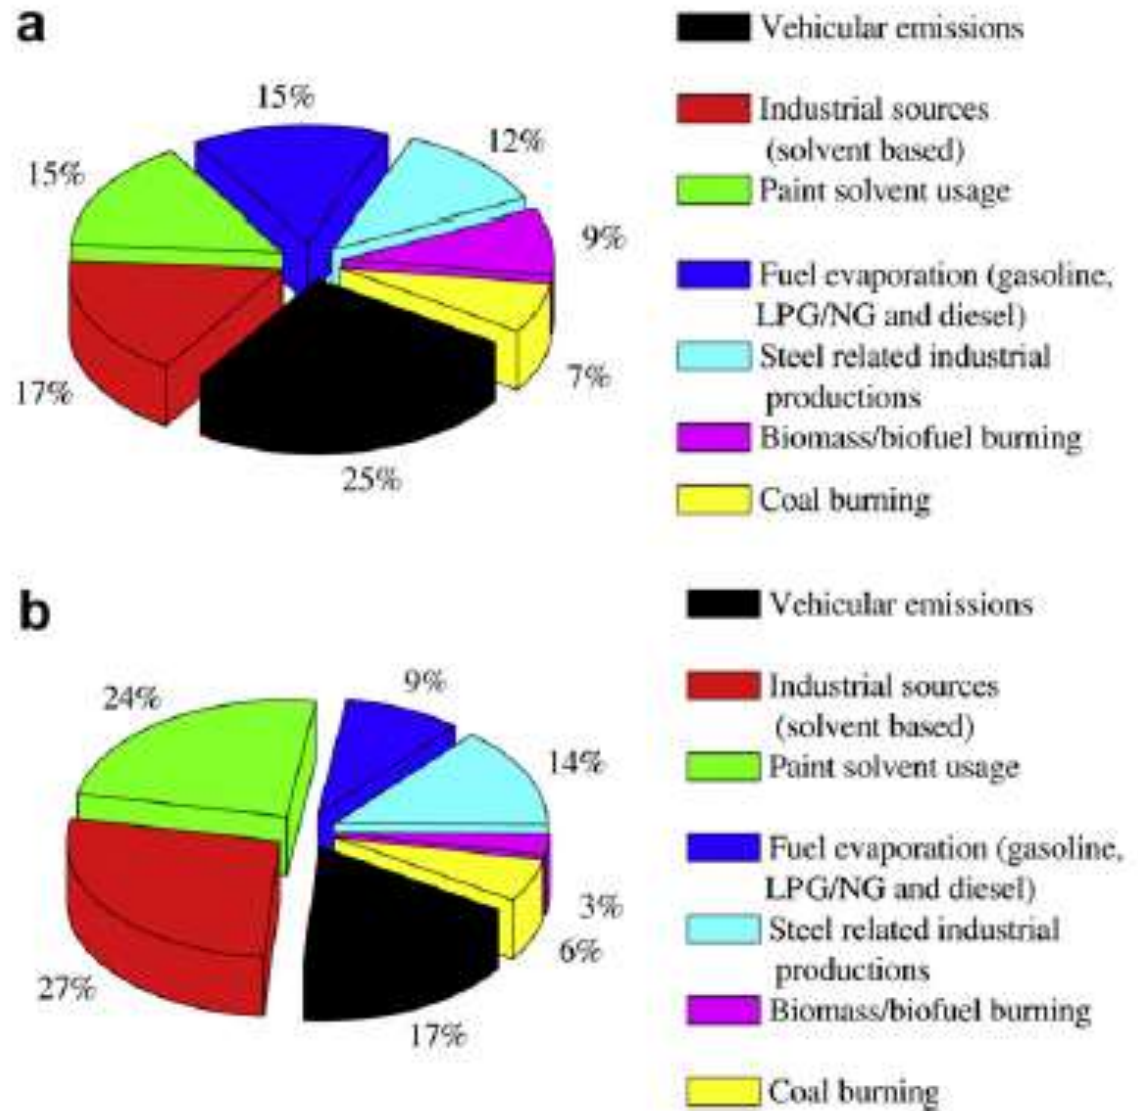 a
Vehicular emissions
Industrial sources
(solvent based)
Paint solvent usage
Fuel evaporation (gasoline,
LPG/NG and diesel)
Steel related industrial
productions
Biomass/biofuel burning
Coal burning
15%
12%
15%
9%
7%
17%
25%
b
Vehicular emissions
Industrial sources
(solvent based)
Paint solvent usage
Fuel evaporation (gasoline,
LPG/NG and diesel)
Steel related industrial
productions
Biomass/biofuel burning
Coal burning
24%
9%
14%
3%
6%
27%
17%